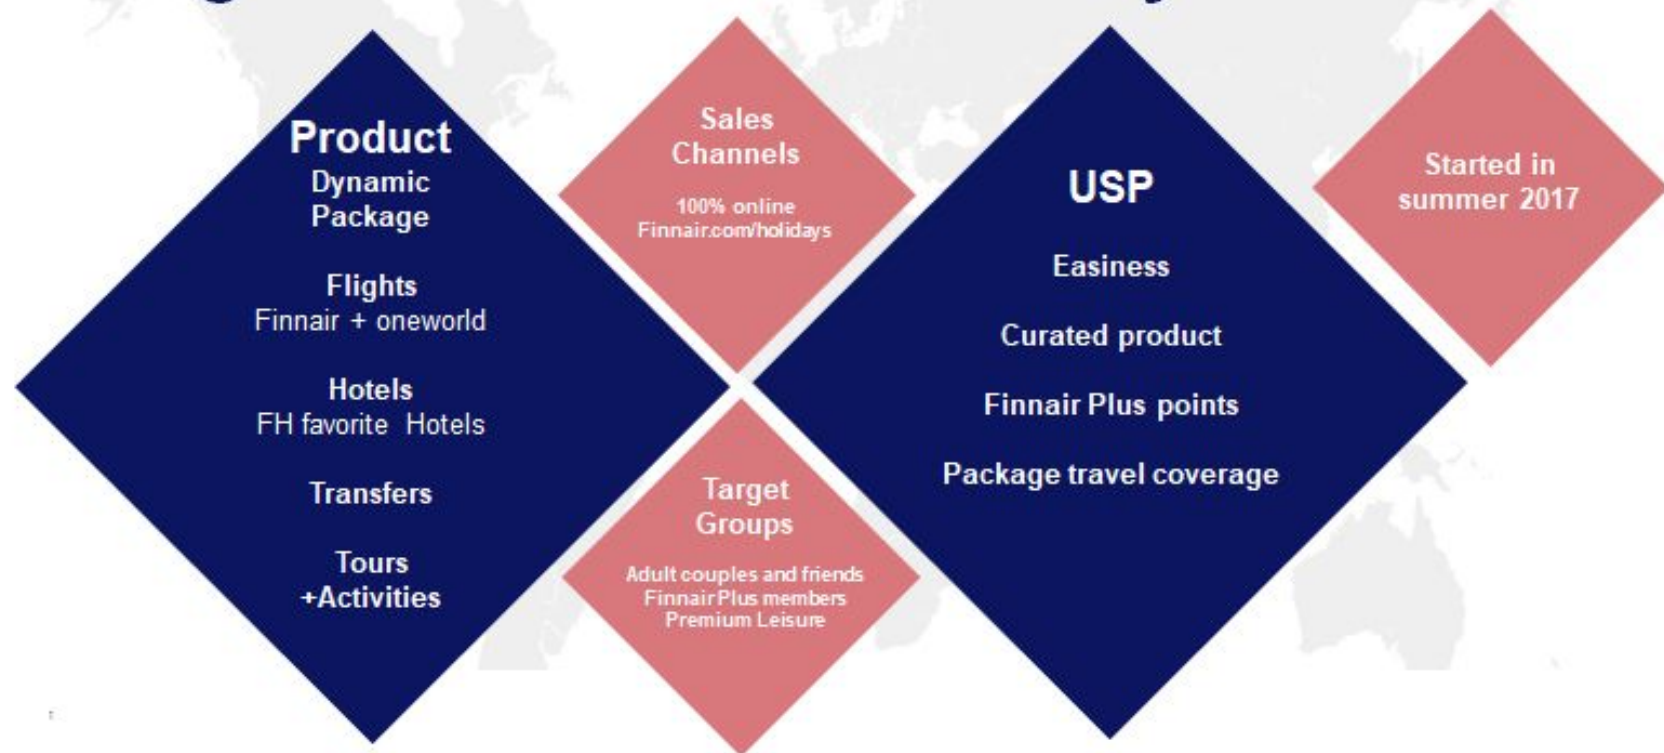 Product
Dynamic
Package
Flights
Finnair + oneworld
Hotels
FH favorite Hotels
Transfers
Tours
+Activities
Sales
Channels
100% online
Finnair.com/holidays
Target
Groups
Adult couples and friends
Finnair Plus members
Premium Leisure
USP
Easiness
Curated product
Finnair Plus points
Package travel coverage
Started in
summer 2017